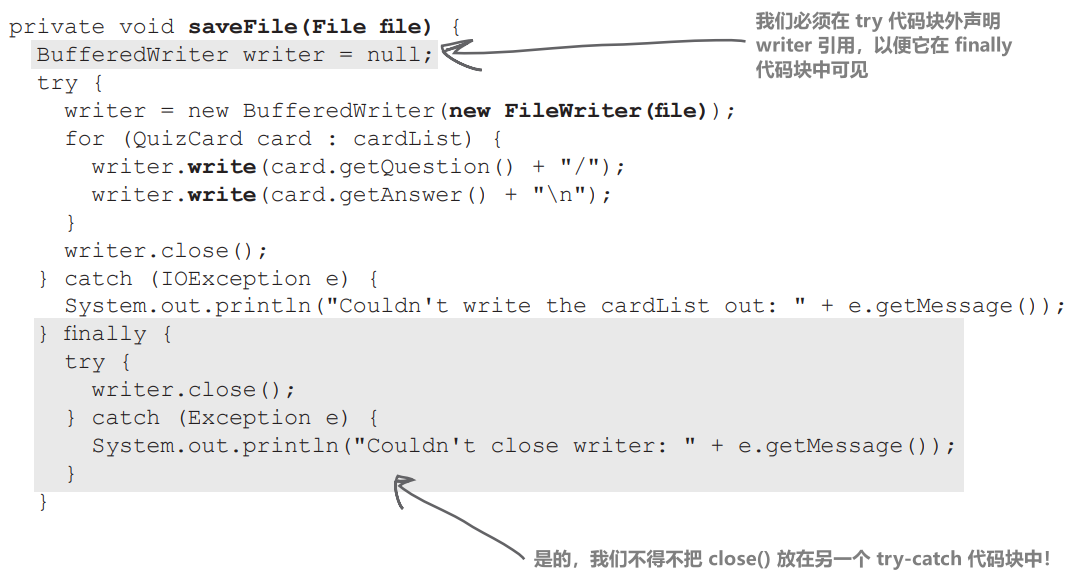 private void saveFile(File file) {
BufferedWriter writer = null;
try {
writer = new BufferedWriter(new FileWriter(file));
for (QuizCard card : cardList) {
writer.write(card.getQuestion() + "/");
writer.write(card.getAnswer() + "\n");
}
writer.close();
} catch (IOException e) {
System.out.println("Couldn't write the cardList out: " + e.getMessage());
} finally {
try {
writer.close();
} catch (Exception e) {
System.out.println("Couldn't close writer: " + e.getMessage());
}
}
我们必须在 try 代码块外声明
writer 引用，以便它在 finally
代码块中可见
是的，我们不得不把 close() 放在另一个 try-catch 代码块中！